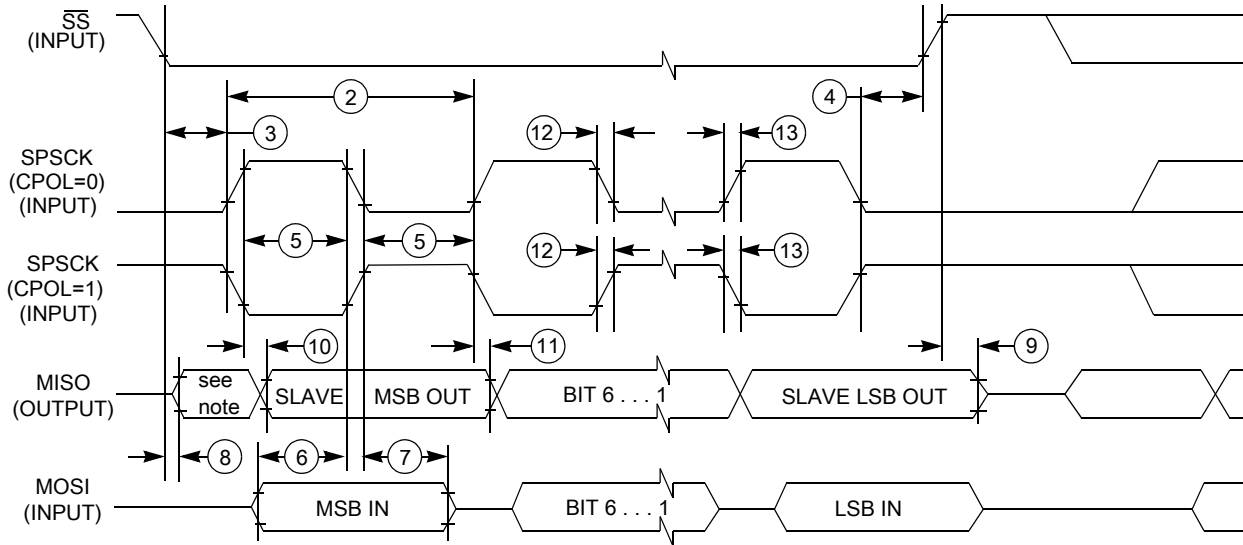 SS
(INPUT)
2
4
3
12
13
SPSCK
(CPOL=0)
(INPUT)
5
5
12
13
SPSCK
(CPOL=1)
(INPUT)
10
11
9
MISO
(OUTPUT)
see
note
SLAVE
MSB OUT
BIT 6 . . . 1
SLAVE LSB OUT
8
6
7
MOSI
(INPUT)
MSB IN
BIT 6 . . . 1
LSB IN